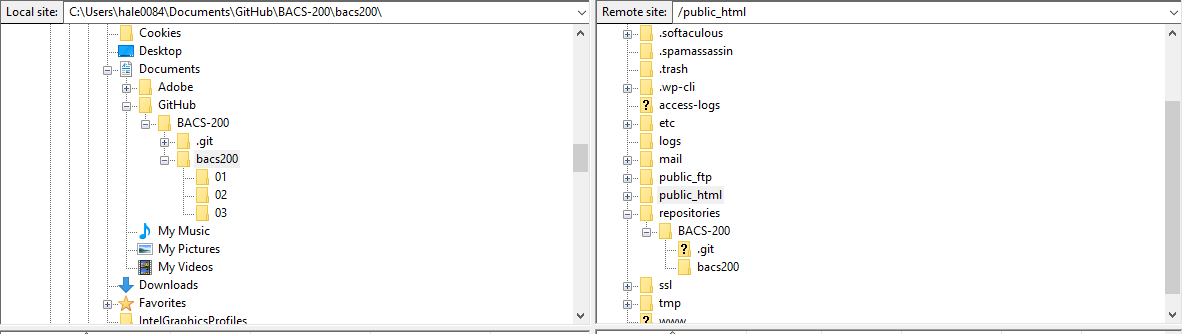 Local site: C:\Users\hale0084\Documents\GitHub\BACS-200\bacs200\
Cookies
Desktop
Documents
Adobe
GitHub
BACS-200
.git
bacs200
01
02
03
My Music
My Pictures
My Videos
Downloads
Favorites
IntelGraphicsProfiles
Remote site: /public_html
.softaculous
.spamassassin
.trash
.wp-cli
access-logs
etc
logs
mail
public_ftp
public_html
repositories
BACS-200
.git
bacs200
ssl
tmp
www